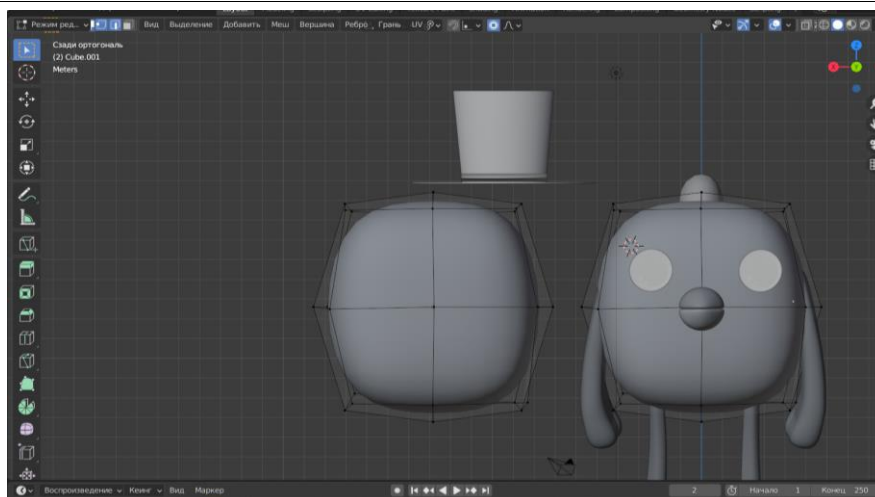 Режим ред.. Вид Выделение Добавить Меш Вершина Ребро Грань UV
Сзади ортогональ
(2) Cube.001
Meters
X
Y
Z
Воспроизведение Кеинг Вид Маркер 2 Начало 1 Конец 250